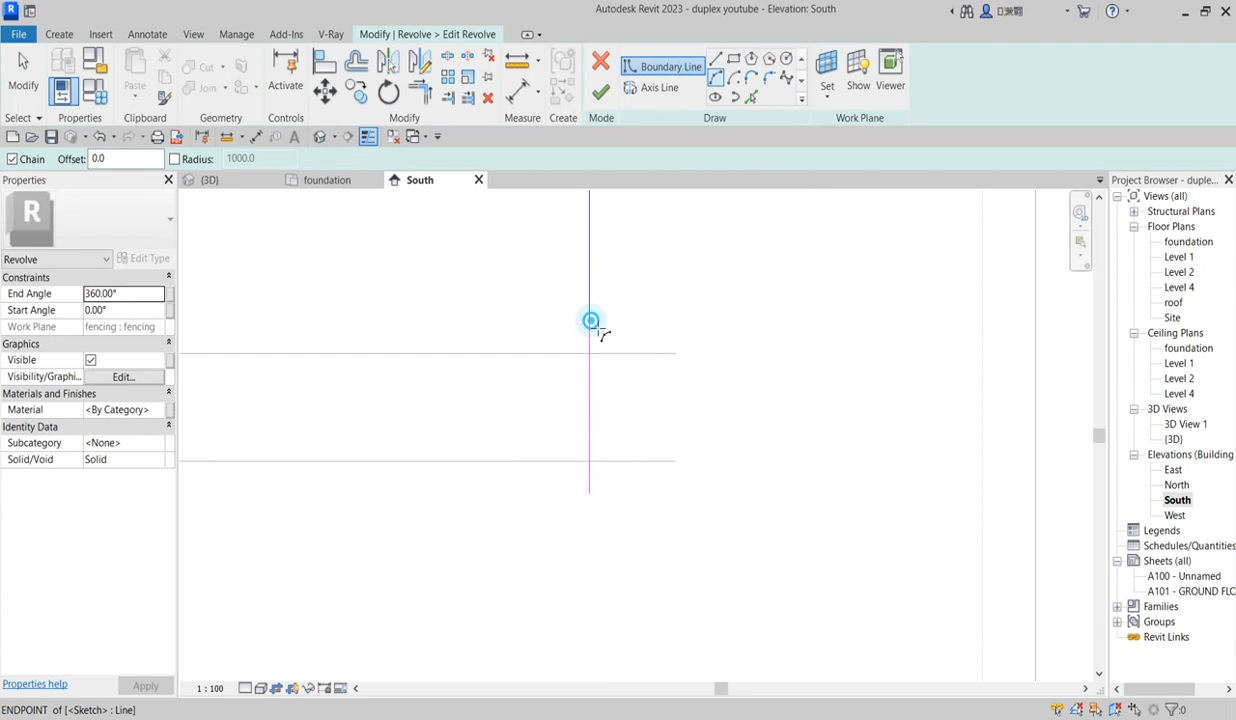 Autodesk Revit 2023 - duplex youtube - Elevation: South
File Create Insert Annotate View Manage Add-Ins V-Ray Modify | Revolve > Edit Revolve
Modify Paste Cut Join Activate Boundary Line Axis Line Set Show Viewer
Select Properties Clipboard Geometry Controls Modify Measure Create Mode Draw Work Plane
Chain Offset: 0.0 Radius: 1000.0
Properties
{3D} foundation South
Project Browser - duple...
R
Revolve Edit Type
Constraints
End Angle 360.00°
Start Angle 0.00°
Work Plane fencing : fencing
Graphics
Visible
Visibility/Graphi... Edit...
Materials and Finishes
Material <By Category>
Identity Data
Subcategory <None>
Solid/Void Solid
Properties help Apply
Views (all)
Structural Plans
Floor Plans
foundation
Level 1
Level 2
Level 4
roof
Site
Ceiling Plans
foundation
Level 1
Level 2
Level 4
3D Views
3D View 1
{3D}
Elevations (Building
East
North
South
West
Legends
Schedules/Quantities
Sheets (all)
A100 - Unnamed
A101 - GROUND FLO
Families
Groups
Revit Links
1 : 100
ENDPOINT of [<Sketch> : Line]
:0